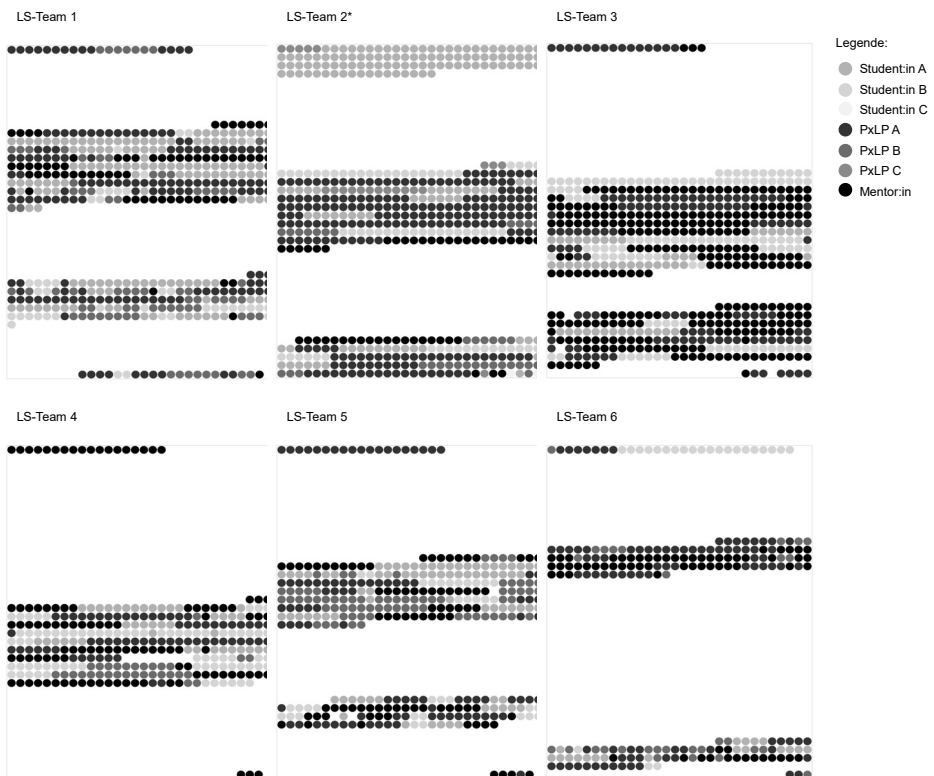 LS-Team 1
LS-Team 2*
LS-Team 3
Legende:
Student:in A
Student:in B
Student:in C
PxLP A
PxLP B
PxLP C
Mentor:in
LS-Team 4
LS-Team 5
LS-Team 6